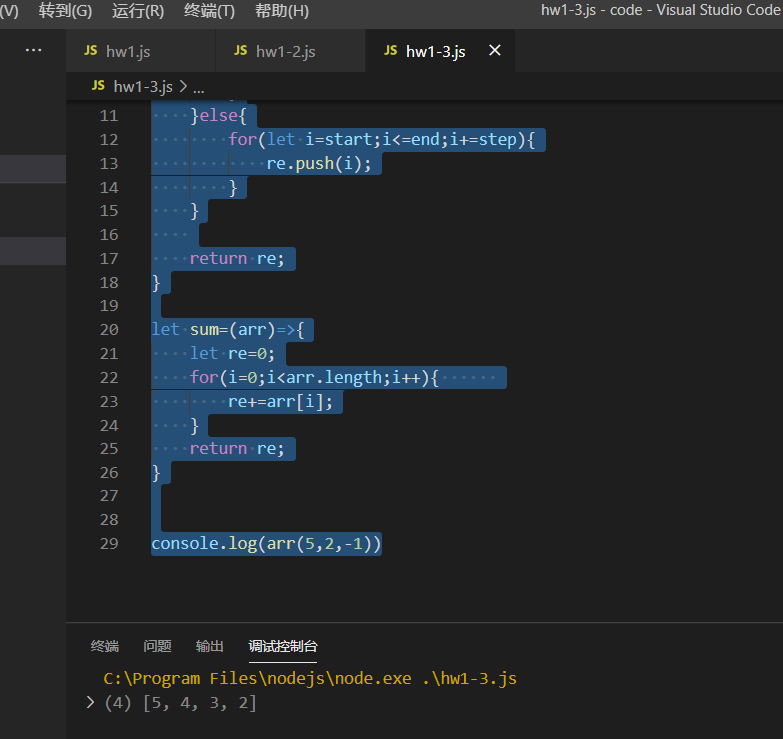 (V) 转到(G) 运行(R) 终端(T) 帮助(H) hw1-3.js - code - Visual Studio Code
... JS hw1.js JS hw1-2.js JS hw1-3.js ×
JS hw1-3.js > ...
11 }else{
12 for(let i=start;i<=end;i+=step){
13 re.push(i);
14 }
15 }
16
17 return re;
18 }
19
20 let sum=(arr)=>{
21 let re=0;
22 for(i=0;i<arr.length;i++){
23 re+=arr[i];
24 }
25 return re;
26 }
27
28
29 console.log(arr(5,2,-1))
终端 问题 输出 调试控制台
C:\Program Files\nodejs\node.exe .\hw1-3.js
> (4) [5, 4, 3, 2]